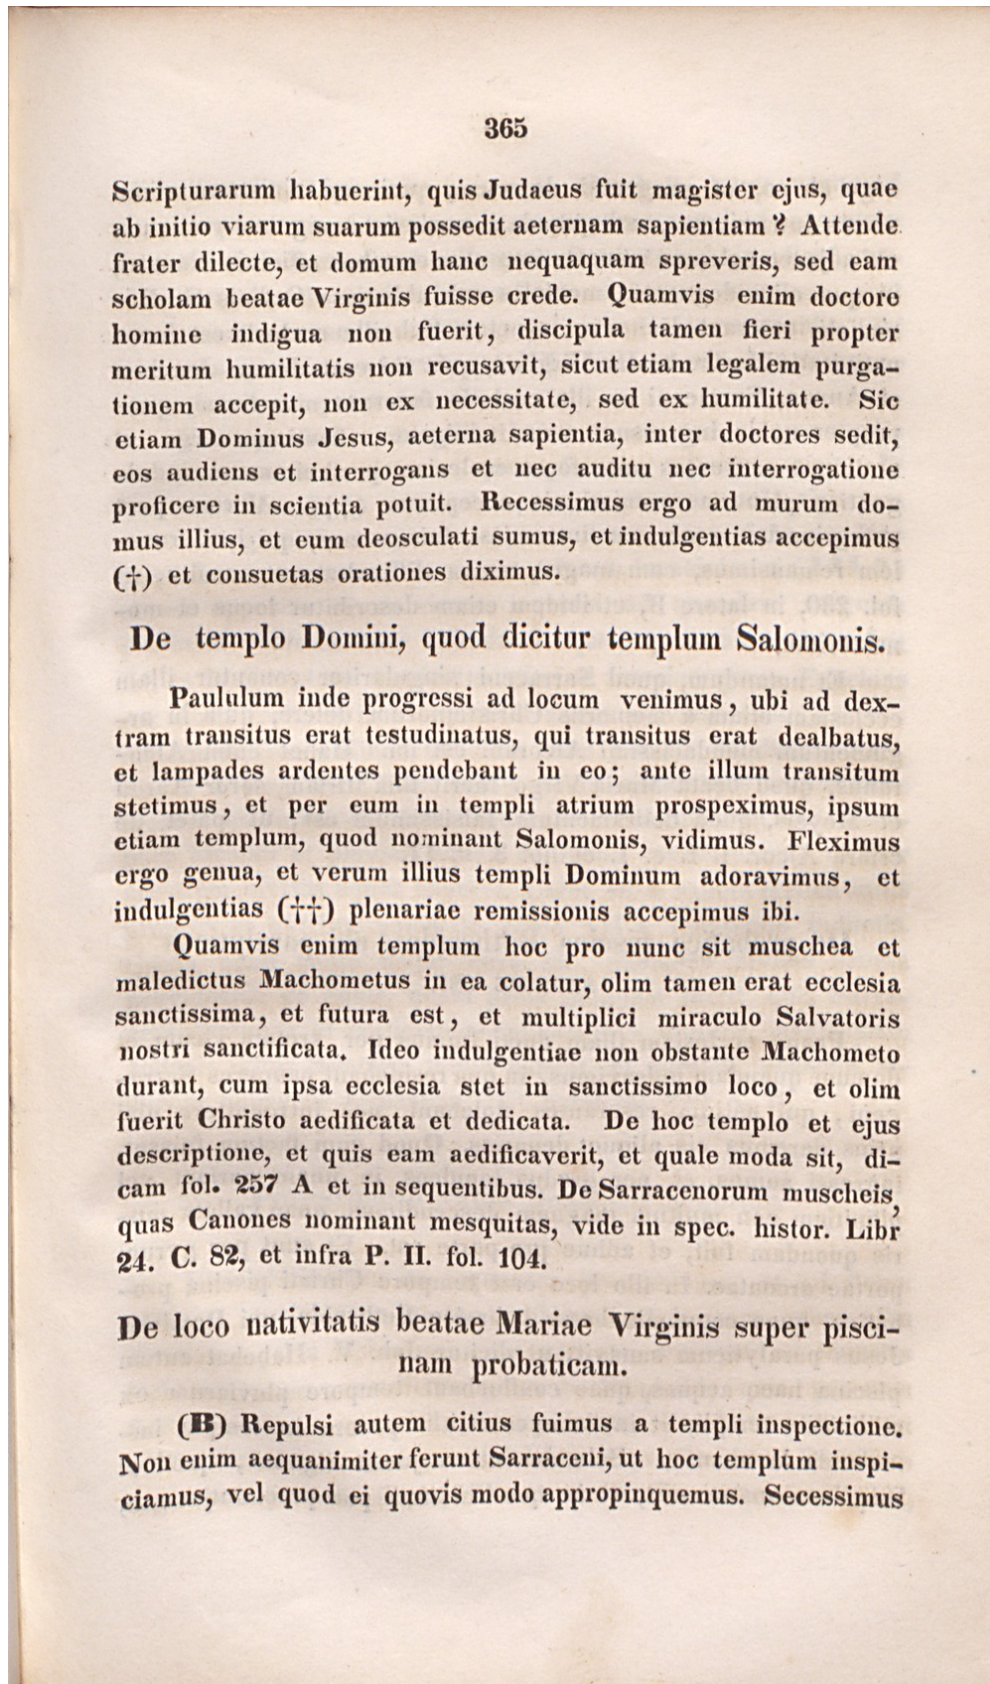 365
Scripturarum habuerint, quis Judaeus fuit magister ejus, quae
ab initio viarum suarum possedit aeternam sapientiam? Attende
frater dilecte, et domum hanc nequaquam spreveris, sed eam
scholam beatae Virginis fuisse crede. Quamvis enim doctore
homine indigua non fuerit, discipula tamen fieri propter
meritum humilitatis non recusavit, sicut etiam legalem purga-
tionem accepit, non ex necessitate, sed ex humilitate. Sic
etiam Dominus Jesus, aeterna sapientia, inter doctores sedit,
eos audiens et interrogans et nec auditu nec interrogatione
proficere in scientia potuit. Recessimus ergo ad murum do-
mus illius, et eum deosculati sumus, et indulgentias accepimus
(†) et consuetas orationes diximus.
De templo Domini, quod dicitur templum Salomonis.
Paululum inde progressi ad locum venimus, ubi ad dex-
tram transitus erat testudinatus, qui transitus erat dealbatus,
et lampades ardentes pendebant in eo; ante illum transitum
stetimus, et per eum in templi atrium prospeximus, ipsum
etiam templum, quod nominant Salomonis, vidimus. Fleximus
ergo genua, et verum illius templi Dominum adoravimus, et
indulgentias (††) plenariae remissionis accepimus ibi.
Quamvis enim templum hoc pro nunc sit muschea et
maledictus Machometus in ea colatur, olim tamen erat ecclesia
sanctissima, et futura est, et multiplici miraculo Salvatoris
nostri sanctificata. Ideo indulgentiae non obstante Machometo
durant, cum ipsa ecclesia stet in sanctissimo loco, et olim
fuerit Christo aedificata et dedicata. De hoc templo et ejus
descriptione, et quis eam aedificaverit, et quale moda sit, di-
cam fol. 257 A et in sequentibus. De Sarracenorum muscheis,
quas Canones nominant mesquitas, vide in spec. histor. Libr
24. C. 82, et infra P. II. fol. 104.
De loco nativitatis beatae Mariae Virginis super pisci-
nam probaticam.
(B) Repulsi autem citius fuimus a templi inspectione.
Non enim aequanimiter ferunt Sarraceni, ut hoc templum inspi-
ciamus, vel quod ei quovis modo appropinquemus. Secessimus